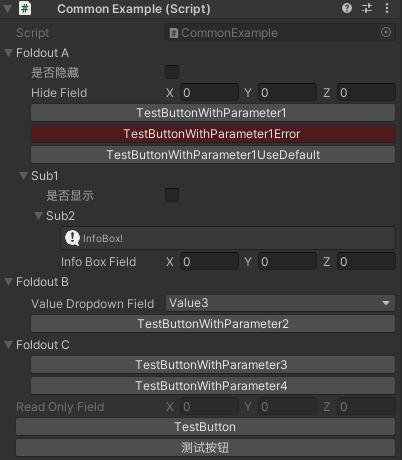 Common Example (Script)
Script CommonExample
Foldout A
是否隐藏
Hide Field X 0 Y 0 Z 0
TestButtonWithParameter1
TestButtonWithParameter1Error
TestButtonWithParameter1UseDefault
Sub1
是否显示
Sub2
InfoBox!
Info Box Field X 0 Y 0 Z 0
Foldout B
Value Dropdown Field Value3
TestButtonWithParameter2
Foldout C
TestButtonWithParameter3
TestButtonWithParameter4
Read Only Field X 0 Y 0 Z 0
TestButton
测试按钮